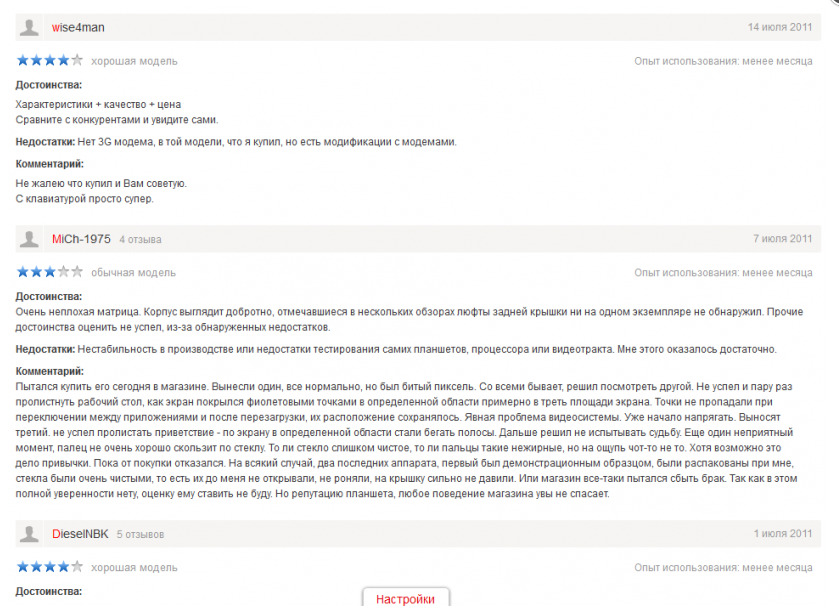 wise4man 14 июля 2011
хорошая модель Опыт использования: менее месяца
Достоинства:
Характеристики + качество + цена
Сравните с конкурентами и увидите сами.
Недостатки: Нет 3G модема, в той модели, что я купил, но есть модификации с модемами.
Комментарий:
Не жалею что купил и Вам советую.
С клавиатурой просто супер.
MiCh-1975 4 отзыва 7 июля 2011
обычная модель Опыт использования: менее месяца
Достоинства:
Очень неплохая матрица. Корпус выглядит добротно, отмечавшиеся в нескольких обзорах люфты задней крышки ни на одном экземпляре не обнаружил. Прочие
достоинства оценить не успел, из-за обнаруженных недостатков.
Недостатки: Нестабильность в производстве или недостатки тестирования самих планшетов, процессора или видеотракта. Мне этого оказалось достаточно.
Комментарий:
Пытался купить его сегодня в магазине. Вынесли один, все нормально, но был битый пиксель. Со всеми бывает, решил посмотреть другой. Не успел и пару раз
пролистнуть рабочий стол, как экран покрылся фиолетовыми точками в определенной области примерно в треть площади экрана. Точки не пропадали при
переключении между приложениями и после перезагрузки, их расположение сохранялось. Явная проблема видеосистемы. Уже начало напрягать. Выносят
третий. не успел пролистать приветствие - по экрану в определенной области стали бегать полосы. Дальше решил не испытывать судьбу. Еще один неприятный
момент, палец не очень хорошо скользит по стеклу. То ли стекло слишком чистое, то ли пальцы такие нежирные, но на ощупь чот-то не то. Хотя возможно это
дело привычки. Пока от покупки отказался. На всякий случай, два последних аппарата, первый был демонстрационным образцом, были распакованы при мне,
стекла были очень чистыми, то есть их до меня не открывали, не роняли, на крышку сильно не давили. Или магазин все-таки пытался сбыть брак. Так как в этом
полной уверенности нету, оценку ему ставить не буду. Но репутацию планшета, любое поведение магазина увы не спасает.
DieselNBK 5 отзывов 1 июля 2011
хорошая модель Опыт использования: менее месяца
Достоинства:
Настройки